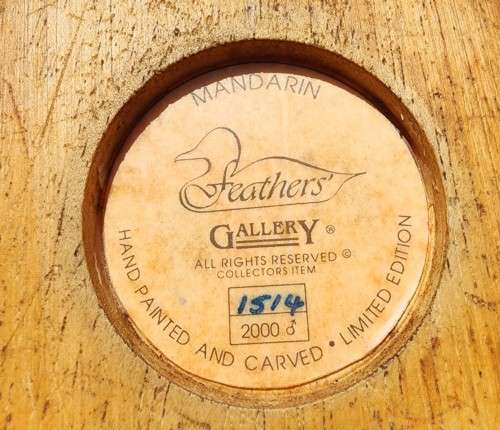 MANDARIN
Feathers'
GALLERY ®
ALL RIGHTS RESERVED ©
COLLECTORS ITEM
1514
2000 ♂
HAND PAINTED AND CARVED • LIMITED EDITION